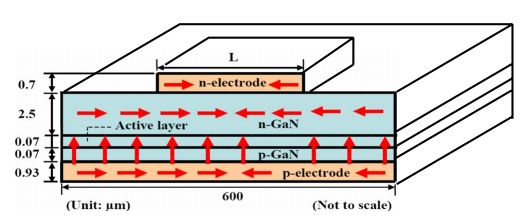 L
0.7
n-electrode
2.5
n-GaN
Active layer
0.07
0.07
p-GaN
0.93
p-electrode
600
(Unit: µm)
(Not to scale)